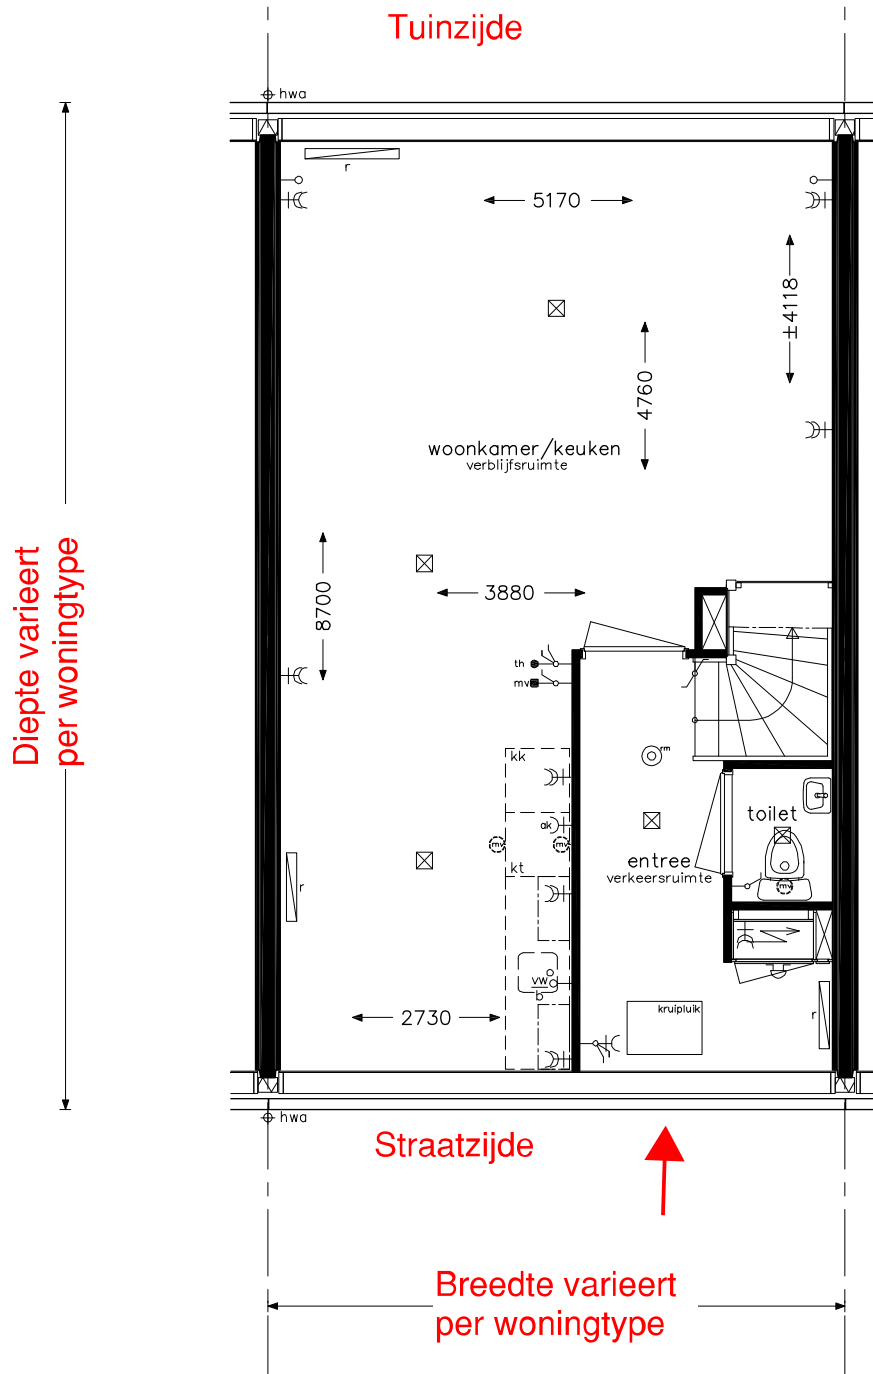 Tuinzijde
hwa
r
5170
±4118
4760
woonkamer/keuken
verblijfsruimte
Diepte varieert
per woningtype
8700
3880
th
mv
rm
kk
ak
mv
mv
kt
toilet
entree
verkeersruimte
mv
r
vw
b
2730
kruipluik
r
hwa
Straatzijde
Breedte varieert
per woningtype